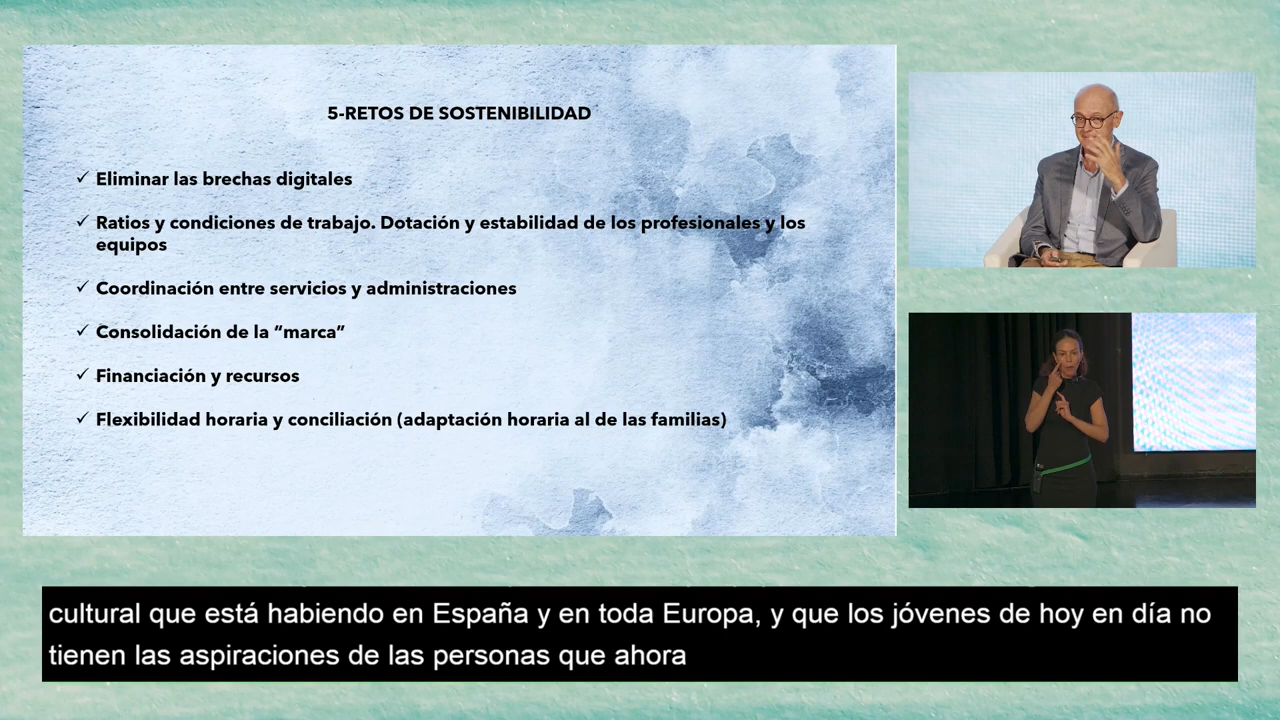 5-RETOS DE SOSTENIBILIDAD
✓ Eliminar las brechas digitales
✓ Ratios y condiciones de trabajo. Dotación y estabilidad de los profesionales y los
equipos
✓ Coordinación entre servicios y administraciones
✓ Consolidación de la “marca”
✓ Financiación y recursos
✓ Flexibilidad horaria y conciliación (adaptación horaria al de las familias)
cultural que está habiendo en España y en toda Europa, y que los jóvenes de hoy en día no
tienen las aspiraciones de las personas que ahora